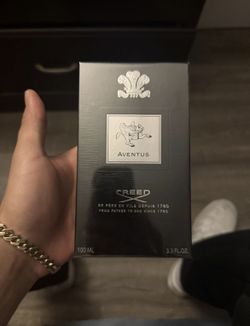 AVENTUS
CREED
DE PÈRE EN FILS DEPUIS 1760
FROM FATHER TO SON SINCE 1760
100 ML
3.3 FL.OZ.